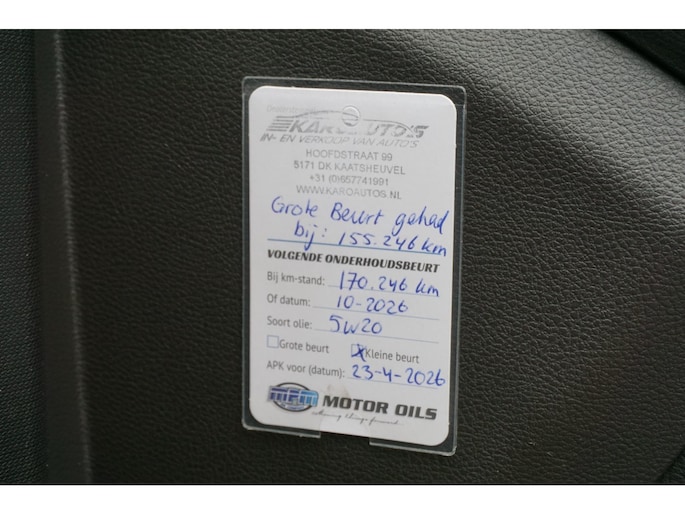 KAROAUTO'S
IN- EN VERKOOP VAN AUTO'S
HOOFDSTRAAT 99
5171 DK KAATSHEUVEL
+31 (0)657741991
WWW.KAROAUTOS.NL
Grote Beurt gehad
bij: 155.246 km
VOLGENDE ONDERHOUDSBEURT
Bij km-stand: 170.246 km
Of datum: 10-2026
Soort olie: 5w20
Grote beurt Kleine beurt
APK voor (datum): 23-4-2026
MPM MOTOR OILS